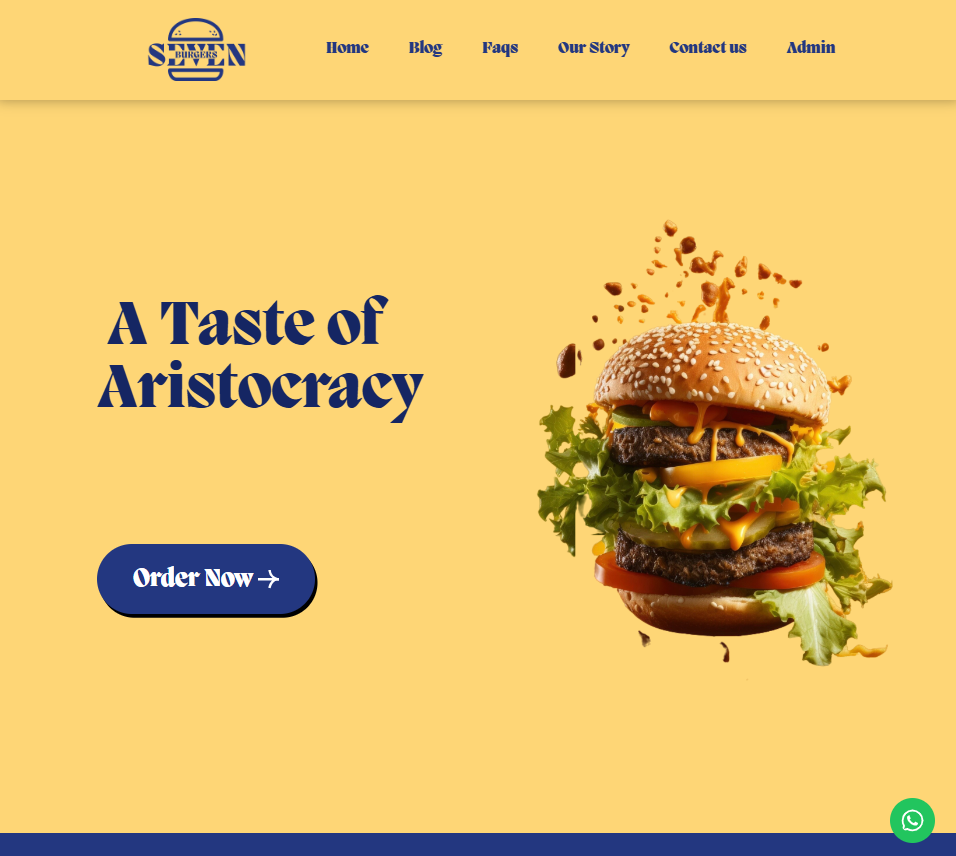 SEVEN
BURGERS
Home Blog Faqs Our Story Contact us Admin
A Taste of
Aristocracy
Order Now →